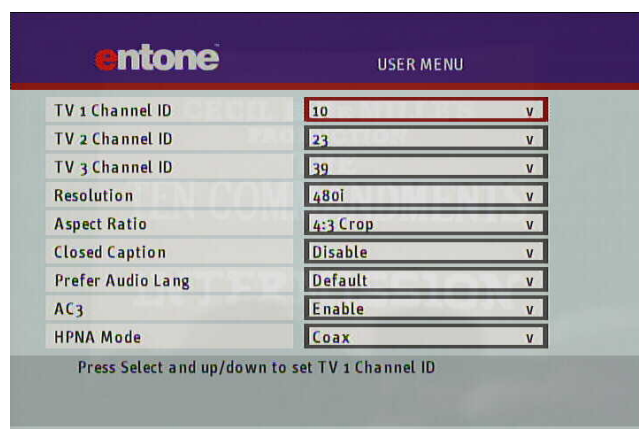 entone
USER MENU
TV 1 Channel ID 10 v
TV 2 Channel ID 23 v
TV 3 Channel ID 39 v
Resolution 480i v
Aspect Ratio 4:3 Crop v
Closed Caption Disable v
Prefer Audio Lang Default v
AC3 Enable v
HPNA Mode Coax v
Press Select and up/down to set TV 1 Channel ID